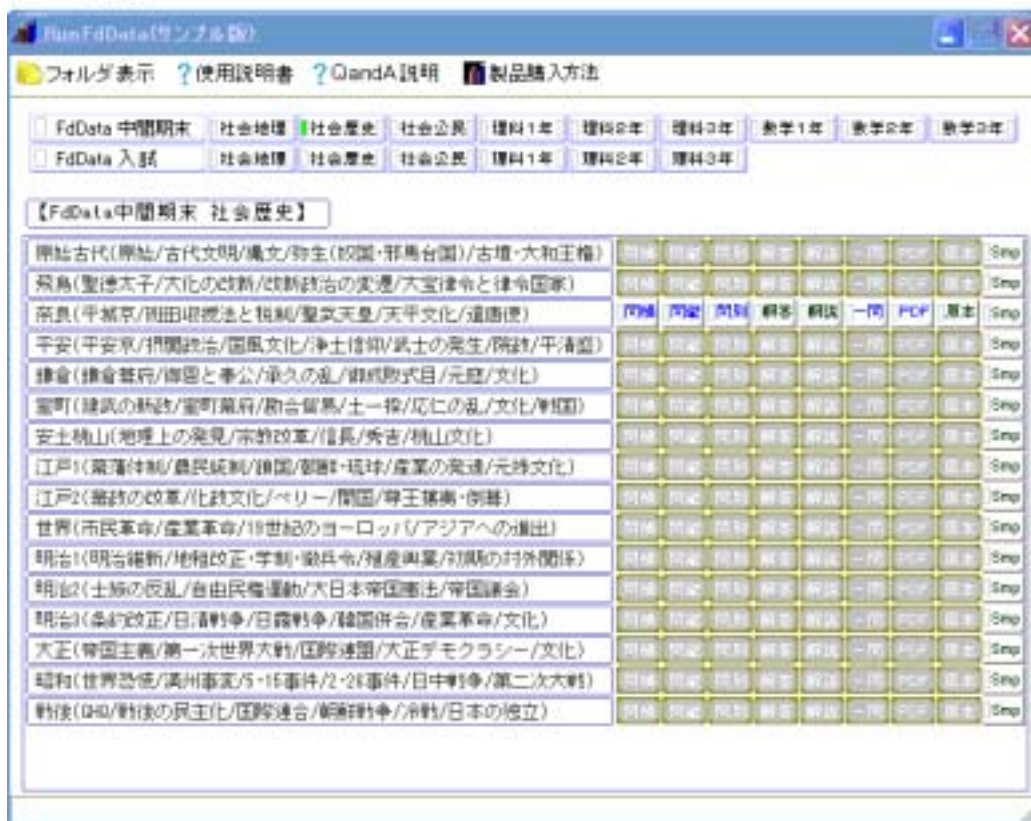 RunFdData(サンプル版)
フォルダ表示 ?使用説明書 ?QandA説明 製品購入方法
FdData 中間期末 社会地理 社会歴史 社会公民 理科1年 理科2年 理科3年 数学1年 数学2年 数学3年
FdData 入試 社会地理 社会歴史 社会公民 理科1年 理科2年 理科3年
【FdData中間期末 社会歴史】
原始古代(原始/古代文明/縄文/弥生(奴国・邪馬台国)/古墳・大和王権) Smp
飛鳥(聖徳太子/大化の改新/改新政治の変遷/大宝律令と律令国家) Smp
奈良(平城京/班田収授法と税制/聖武天皇/天平文化/遣唐使) 問積 問縦 問別 解答 解説 一問 PDF 原本 Smp
平安(平安京/摂関政治/国風文化/浄土信仰/武士の発生/院政/平清盛) Smp
鎌倉(鎌倉幕府/御恩と奉公/承久の乱/御成敗式目/元寇/文化) Smp
室町(建武の新政/室町幕府/勘合貿易/土一揆/応仁の乱/文化/戦国) Smp
安土桃山(地理上の発見/宗教改革/信長/秀吉/桃山文化) Smp
江戸1(幕藩体制/農民統制/鎖国/朝鮮・琉球/産業の発達/元禄文化) Smp
江戸2(幕政の改革/化政文化/ペリー/開国/尊王攘夷・倒幕) Smp
世界(市民革命/産業革命/19世紀のヨーロッパ/アジアへの進出) Smp
明治1(明治維新/地租改正・学制・徴兵令/殖産興業/初期の対外関係) Smp
明治2(士族の反乱/自由民権運動/大日本帝国憲法/帝国議会) Smp
明治3(条約改正/日清戦争/日露戦争/韓国併合/産業革命/文化) Smp
大正(帝国主義/第一次世界大戦/国際連盟/大正デモクラシー/文化) Smp
昭和(世界恐慌/満州事変/5・15事件/2・26事件/日中戦争/第二次大戦) Smp
戦後(GHQ/戦後の民主化/国際連合/朝鮮戦争/冷戦/日本の独立) Smp